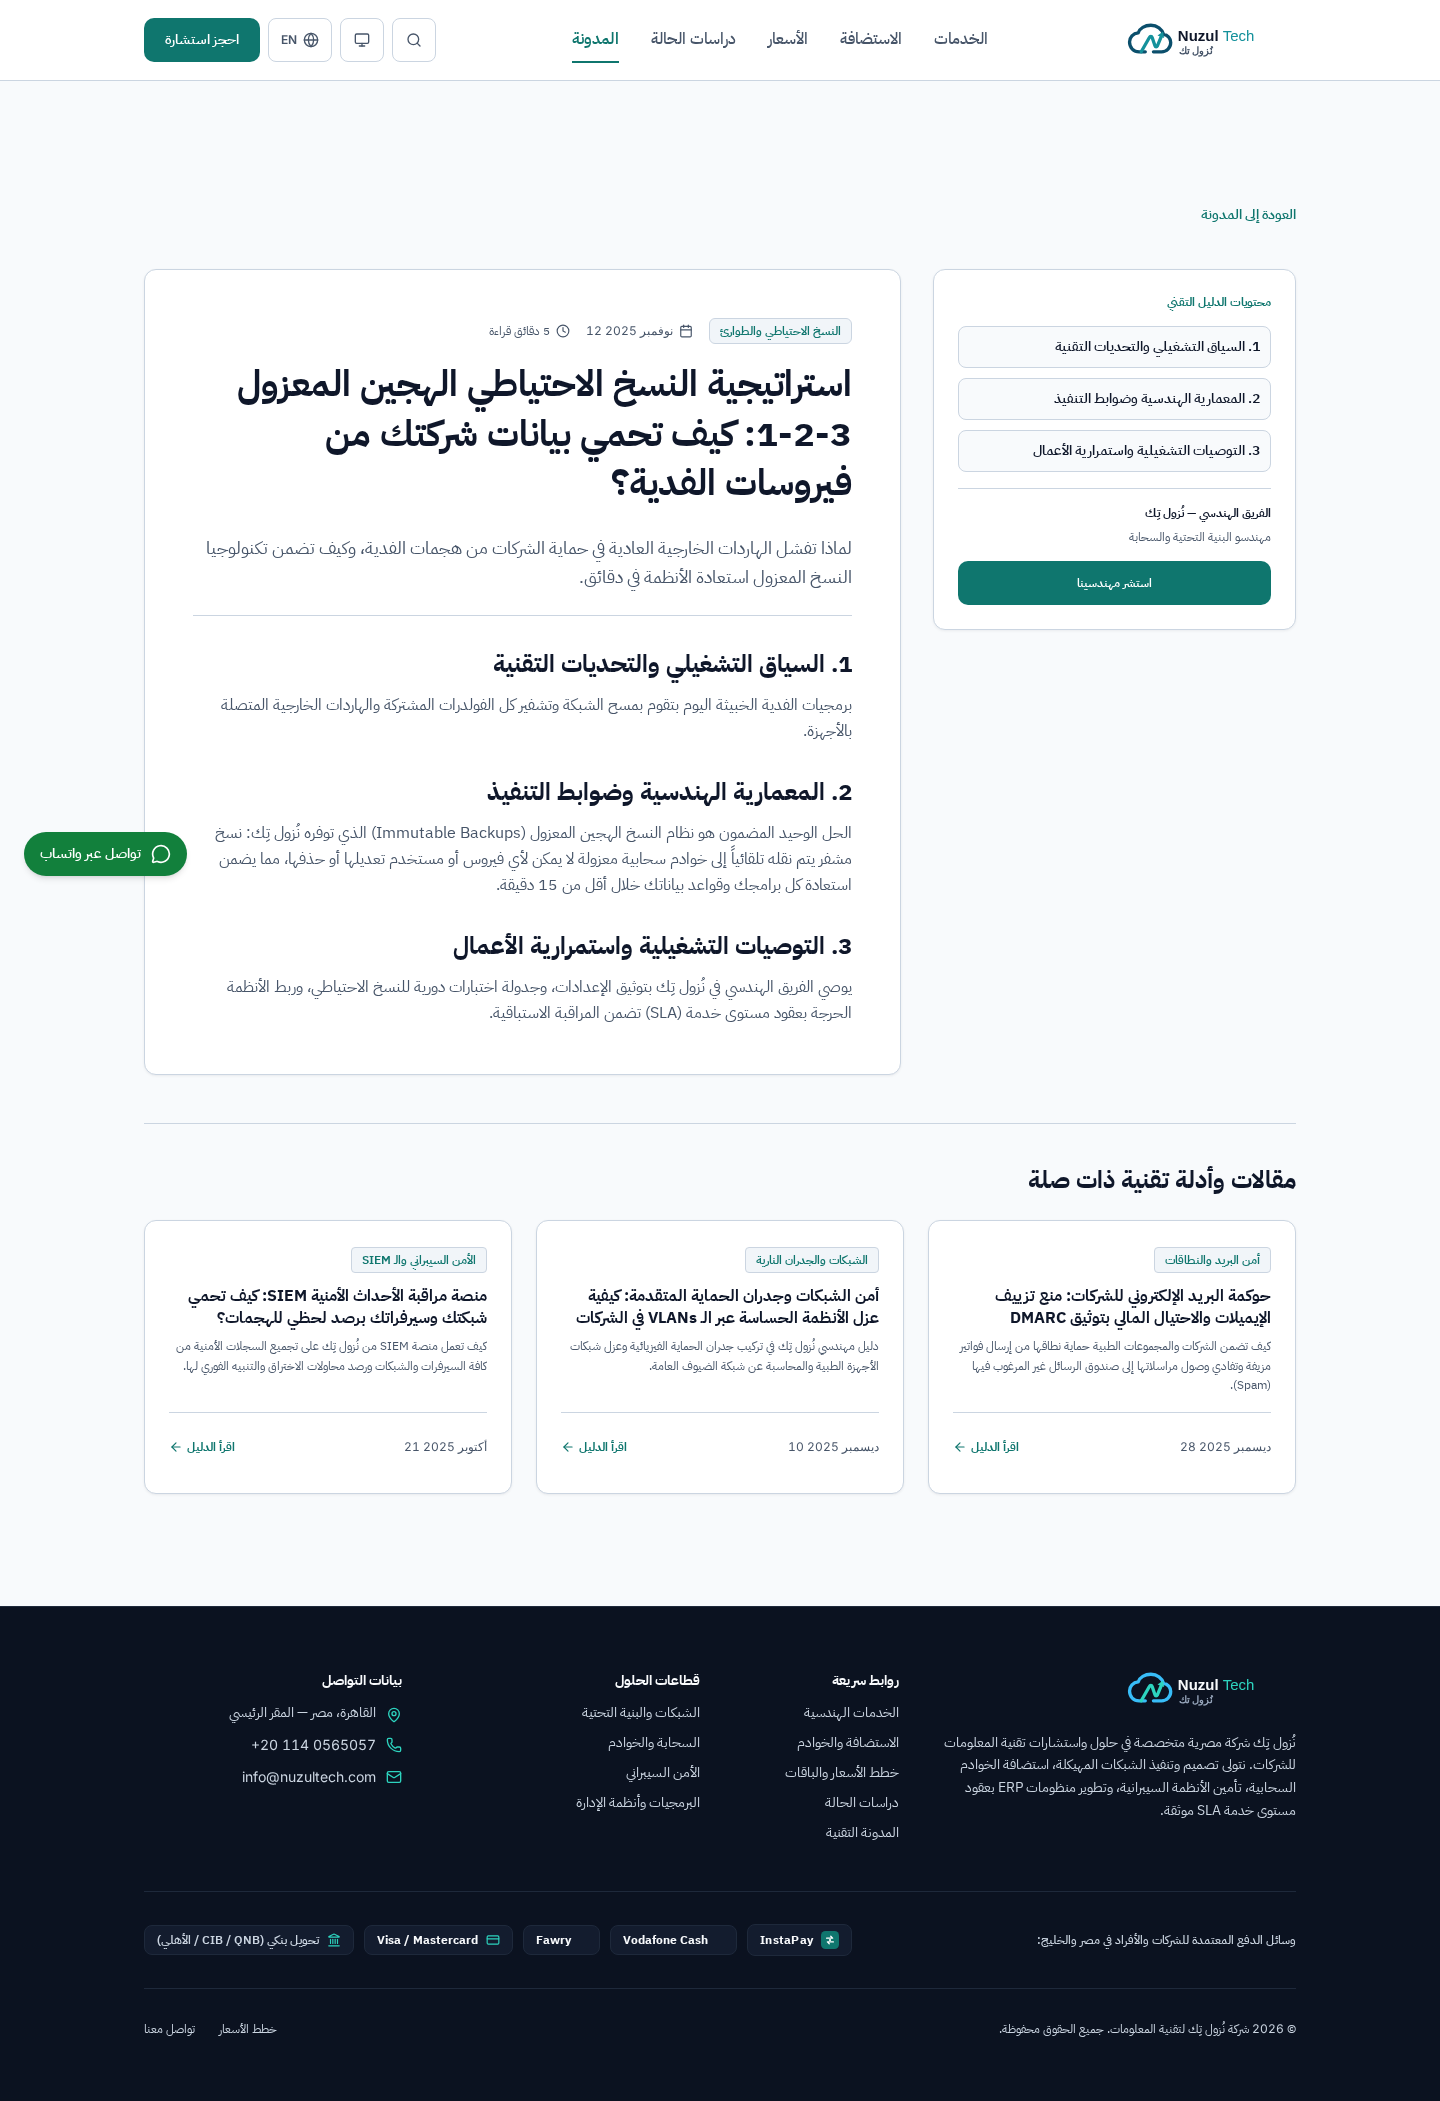 Nuzul Tech
نُزول تك
الخدمات
الاستضافة
الأسعار
دراسات الحالة
المدونة
EN
احجز استشارة
العودة إلى المدونة
محتويات الدليل التقني
1. السياق التشغيلي والتحديات التقنية
2. المعمارية الهندسية وضوابط التنفيذ
3. التوصيات التشغيلية واستمرارية الأعمال
الفريق الهندسي — نُزول تِك
مهندسو البنية التحتية والسحابة
استشر مهندسينا
النسخ الاحتياطي والطوارئ
12 نوفمبر 2025
5 دقائق قراءة
استراتيجية النسخ الاحتياطي الهجين المعزول
3-2-1: كيف تحمي بيانات شركتك من
فيروسات الفدية؟
لماذا تفشل الهاردات الخارجية العادية في حماية الشركات من هجمات الفدية، وكيف تضمن تكنولوجيا
النسخ المعزول استعادة الأنظمة في دقائق.
1. السياق التشغيلي والتحديات التقنية
برمجيات الفدية الخبيثة اليوم بتقوم بمسح الشبكة وتشفير كل الفولدرات المشتركة والهاردات الخارجية المتصلة
بالأجهزة.
2. المعمارية الهندسية وضوابط التنفيذ
الحل الوحيد المضمون هو نظام النسخ الهجين المعزول (Immutable Backups) الذي توفره نُزول تِك: نسخ
مشفر يتم نقله تلقائياً إلى خوادم سحابية معزولة لا يمكن لأي فيروس أو مستخدم تعديلها أو حذفها، مما يضمن
استعادة كل برامجك وقواعد بياناتك خلال أقل من 15 دقيقة.
3. التوصيات التشغيلية واستمرارية الأعمال
يوصي الفريق الهندسي في نُزول تِك بتوثيق الإعدادات، وجدولة اختبارات دورية للنسخ الاحتياطي، وربط الأنظمة
الحرجة بعقود مستوى خدمة (SLA) تضمن المراقبة الاستباقية.
تواصل عبر واتساب
مقالات وأدلة تقنية ذات صلة
أمن البريد والنطاقات
حوكمة البريد الإلكتروني للشركات: منع تزييف
الإيميلات والاحتيال المالي بتوثيق DMARC
كيف تضمن الشركات والمجموعات الطبية حماية نطاقها من إرسال فواتير
مزيفة وتفادي وصول مراسلاتها إلى صندوق الرسائل غير المرغوب فيها
(Spam).
28 ديسمبر 2025
اقرأ الدليل
الشبكات والجدران النارية
أمن الشبكات وجدران الحماية المتقدمة: كيفية
عزل الأنظمة الحساسة عبر الـ VLANs في الشركات
دليل مهندسي نُزول تِك في تركيب جدران الحماية الفيزيائية وعزل شبكات
الأجهزة الطبية والمحاسبة عن شبكة الضيوف العامة.
10 ديسمبر 2025
اقرأ الدليل
الأمن السيبراني والـ SIEM
منصة مراقبة الأحداث الأمنية SIEM: كيف تحمي
شبكتك وسيرفراتك برصد لحظي للهجمات؟
كيف تعمل منصة SIEM من نُزول تِك على تجميع السجلات الأمنية من
كافة السيرفرات والشبكات ورصد محاولات الاختراق والتنبيه الفوري لها.
21 أكتوبر 2025
اقرأ الدليل
Nuzul Tech
نُزول تك
نُزول تِك شركة مصرية متخصصة في حلول واستشارات تقنية المعلومات
للشركات. نتولى تصميم وتنفيذ الشبكات المهيكلة، استضافة الخوادم
السحابية، تأمين الأنظمة السيبرانية، وتطوير منظومات ERP بعقود
مستوى خدمة SLA موثقة.
روابط سريعة
الخدمات الهندسية
الاستضافة والخوادم
خطط الأسعار والباقات
دراسات الحالة
المدونة التقنية
قطاعات الحلول
الشبكات والبنية التحتية
السحابة والخوادم
الأمن السيبراني
البرمجيات وأنظمة الإدارة
بيانات التواصل
القاهرة، مصر — المقر الرئيسي
+20 114 0565057
info@nuzultech.com
وسائل الدفع المعتمدة للشركات والأفراد في مصر والخليج:
InstaPay
Vodafone Cash
Fawry
Visa / Mastercard
تحويل بنكي (CIB / QNB / الأهلي)
© 2026 شركة نُزول تِك لتقنية المعلومات. جميع الحقوق محفوظة.
خطط الأسعار
تواصل معنا